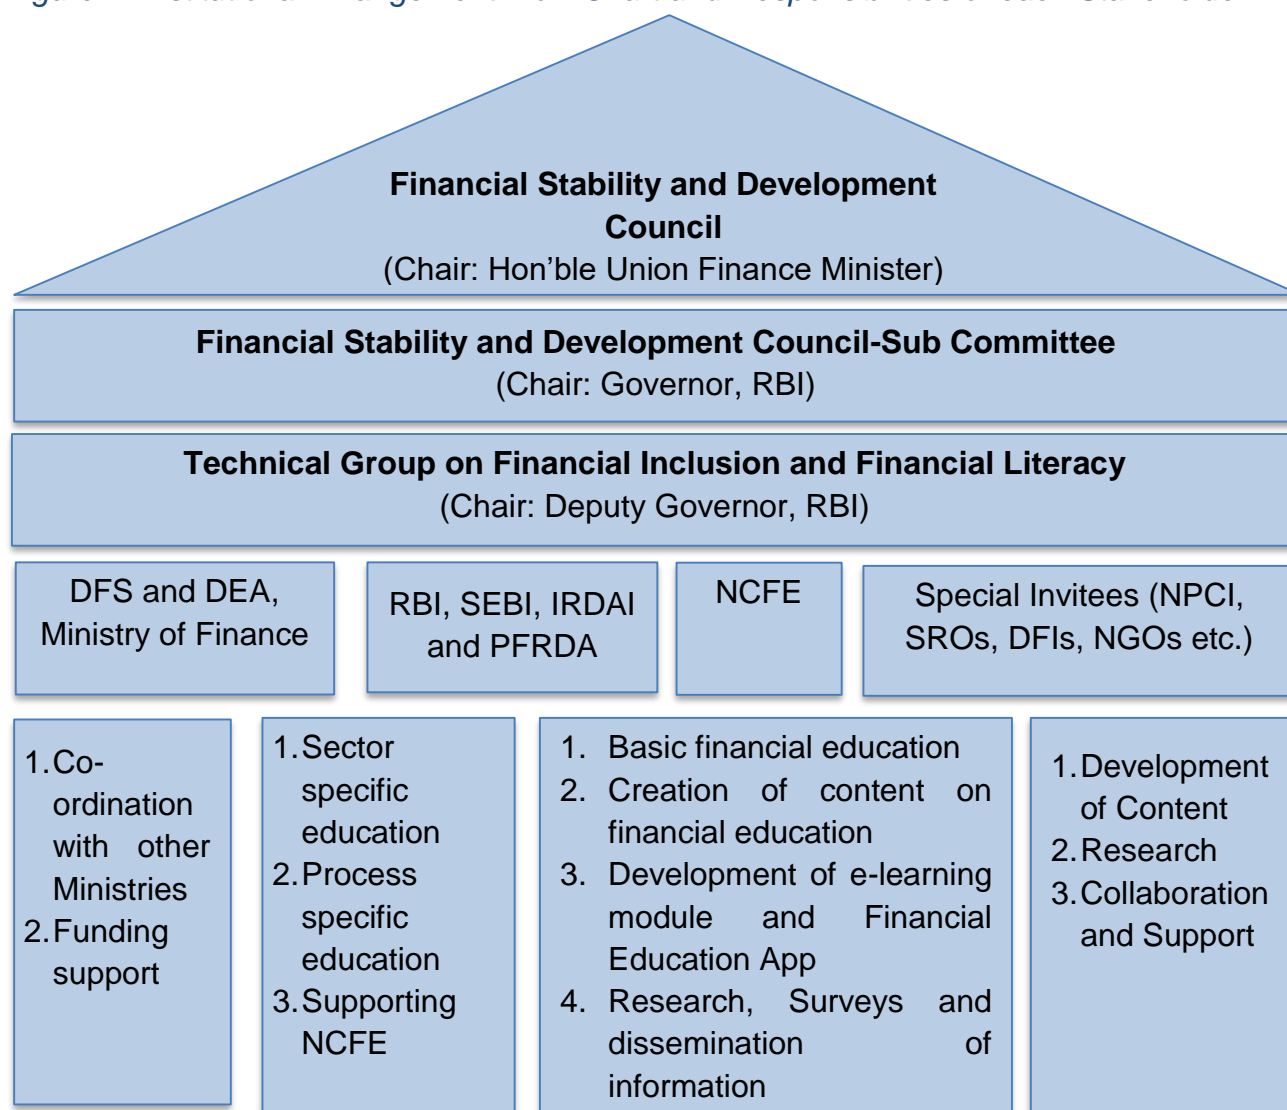 Financial Stability and Development
Council
(Chair: Hon’ble Union Finance Minister)
Financial Stability and Development Council-Sub Committee
(Chair: Governor, RBI)
Technical Group on Financial Inclusion and Financial Literacy
(Chair: Deputy Governor, RBI)
DFS and DEA,
Ministry of Finance
RBI, SEBI, IRDAI
and PFRDA
NCFE
Special Invitees (NPCI,
SROs, DFIs, NGOs etc.)
1.Co-
ordination
with other
Ministries
2.Funding
support
1.Sector
specific
education
2.Process
specific
education
3.Supporting
NCFE
1. Basic financial education
2. Creation of content on
financial education
3. Development of e-learning
module and Financial
Education App
4. Research, Surveys and
dissemination of
information
1.Development
of Content
2.Research
3.Collaboration
and Support